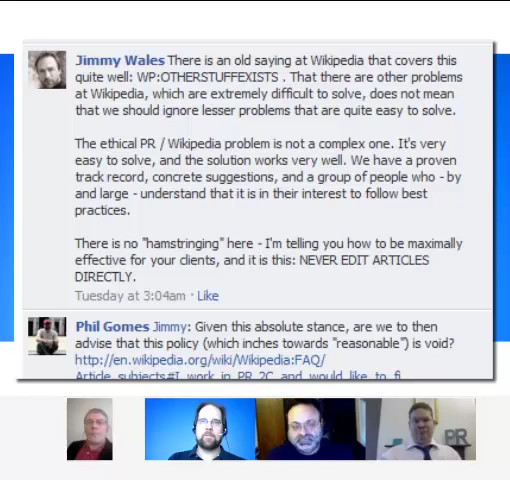 Jimmy Wales There is an old saying at Wikipedia that covers this
quite well: WP:OTHERSTUFFEXISTS . That there are other problems
at Wikipedia, which are extremely difficult to solve, does not mean
that we should ignore lesser problems that are quite easy to solve.
The ethical PR / Wikipedia problem is not a complex one. It's very
easy to solve, and the solution works very well. We have a proven
track record, concrete suggestions, and a group of people who - by
and large - understand that it is in their interest to follow best
practices.
There is no "hamstringing" here - I'm telling you how to be maximally
effective for your clients, and it is this: NEVER EDIT ARTICLES
DIRECTLY.
Tuesday at 3:04am · Like
Phil Gomes Jimmy: Given this absolute stance, are we to then
advise that this policy (which inches towards "reasonable") is void?
http://en.wikipedia.org/wiki/Wikipedia:FAQ/
Article_subjects#I_work_in_PR.2C_and_would_like_to_fi
PR